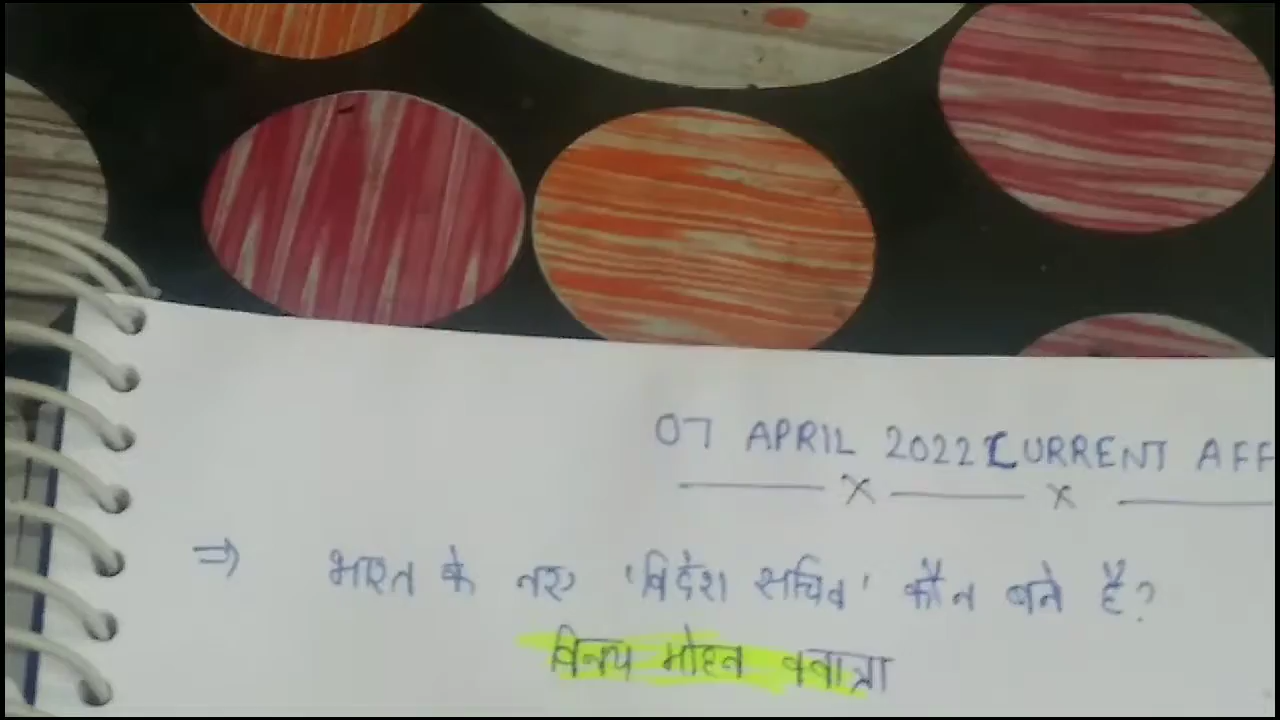 07 APRIL 2022 CURRENT AFF
— x — x —
⇒ भारत के नए 'विदेश सचिव' कौन बने है?
विनय मोहन क्वात्रा